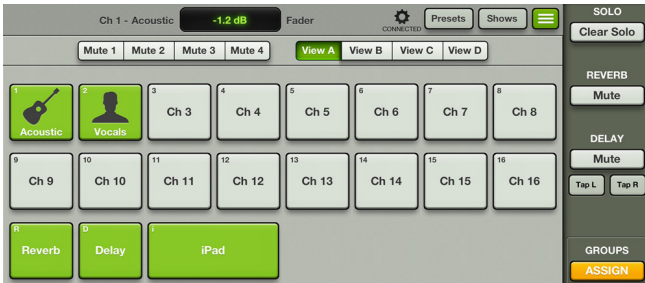 Ch 1 - Acoustic -1.2 dB Fader CONNECTED Presets Shows
Mute 1 Mute 2 Mute 3 Mute 4 View A View B View C View D
1 2 3 4 5 6 7 8
Acoustic Vocals Ch 3 Ch 4 Ch 5 Ch 6 Ch 7 Ch 8
9 10 11 12 13 14 15 16
Ch 9 Ch 10 Ch 11 Ch 12 Ch 13 Ch 14 Ch 15 Ch 16
R D i
Reverb Delay iPad
SOLO
Clear Solo
REVERB
Mute
DELAY
Mute
Tap L Tap R
GROUPS
ASSIGN